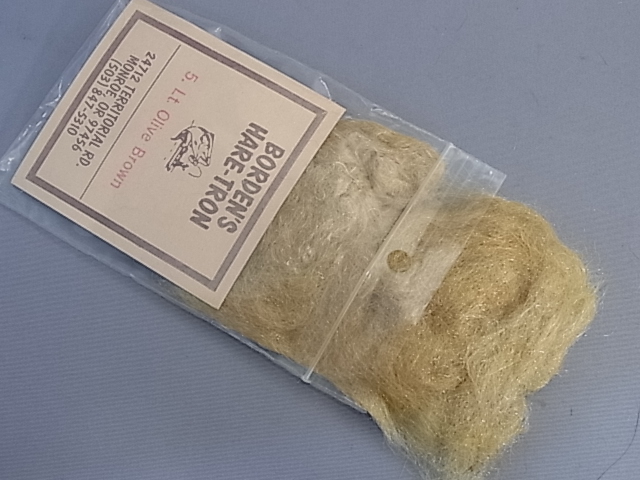 BORDEN'S
HARE-TRON
5. Lt. Olive Brown
24712 TERRITORIAL RD.
MONROE OR 97456
(503) 847-5310